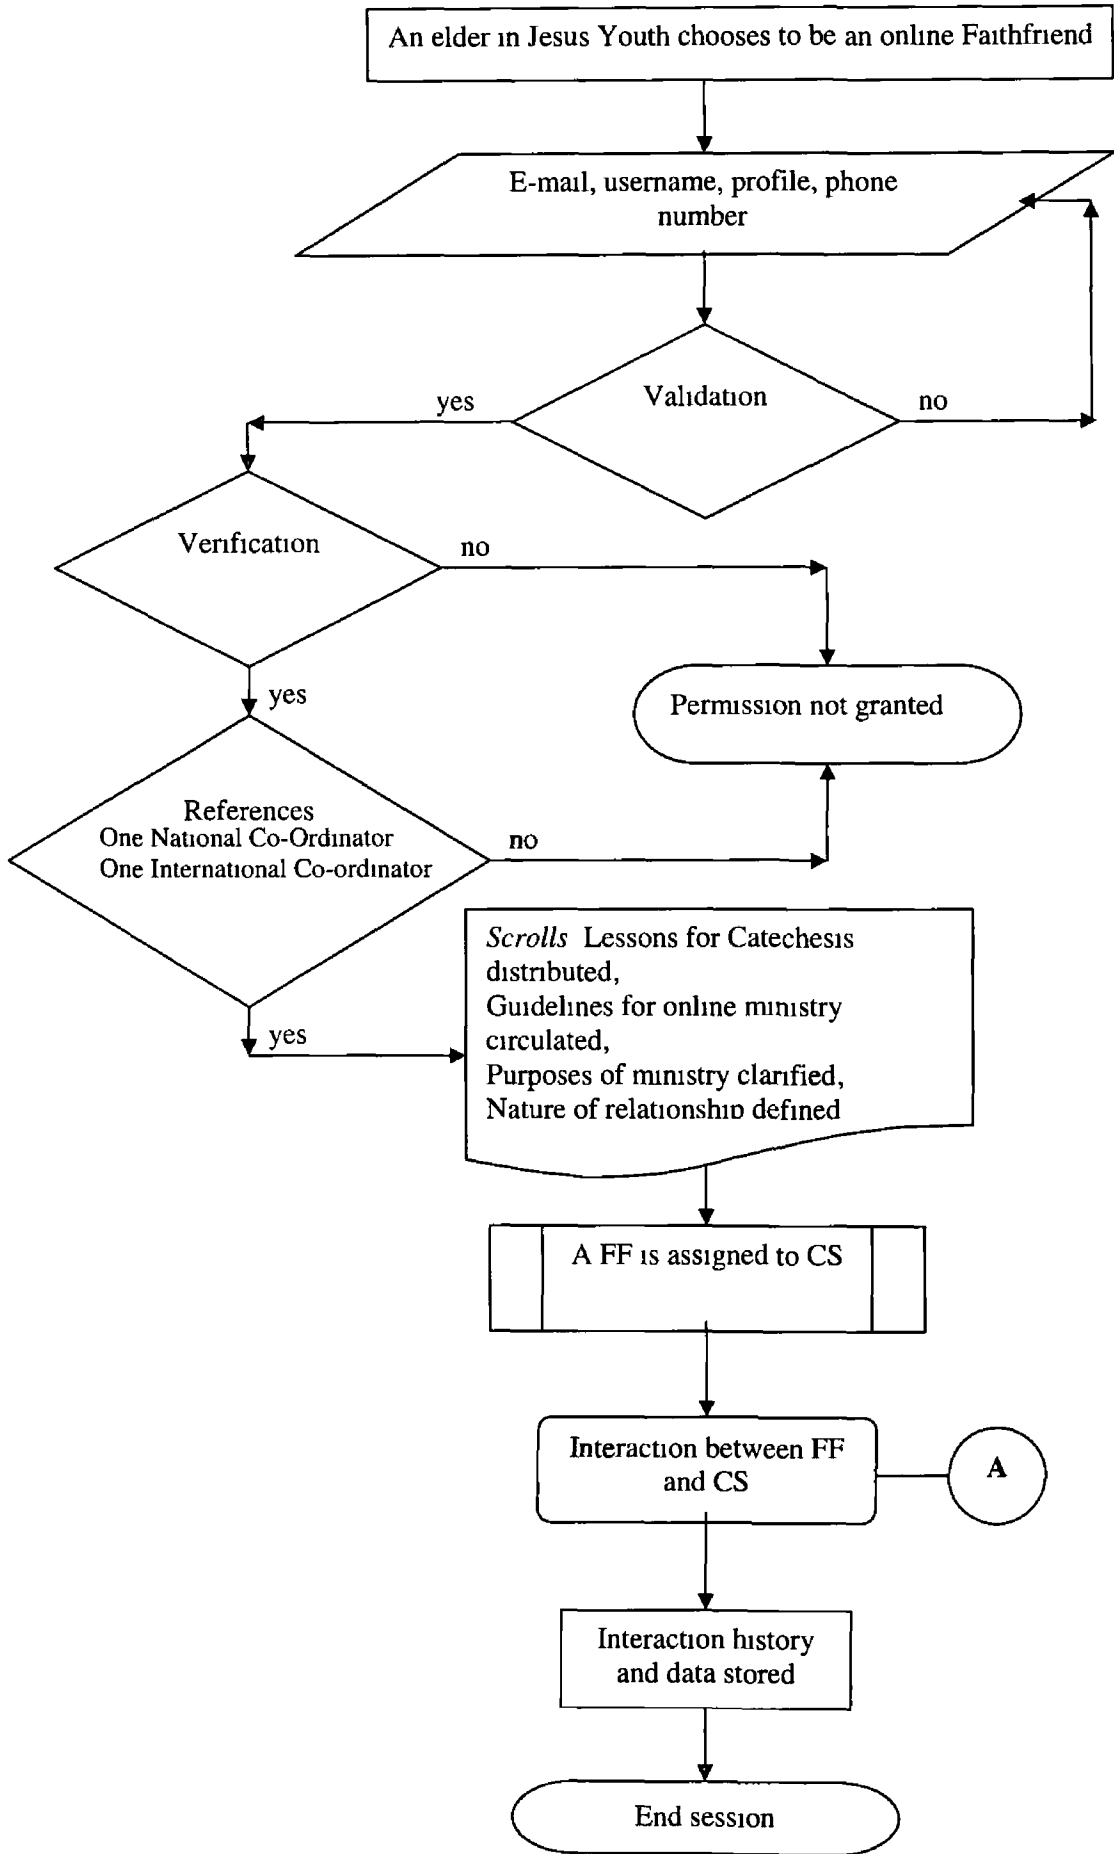 An elder in Jesus Youth chooses to be an online Faithfriend
E-mail, username, profile, phone
number
Validation
yes
no
Verification
no
yes
Permission not granted
References
One National Co-Ordinator
One International Co-ordinator
no
yes
Scrolls Lessons for Catechesis
distributed,
Guidelines for online ministry
circulated,
Purposes of ministry clarified,
Nature of relationship defined
A FF is assigned to CS
Interaction between FF
and CS
A
Interaction history
and data stored
End session